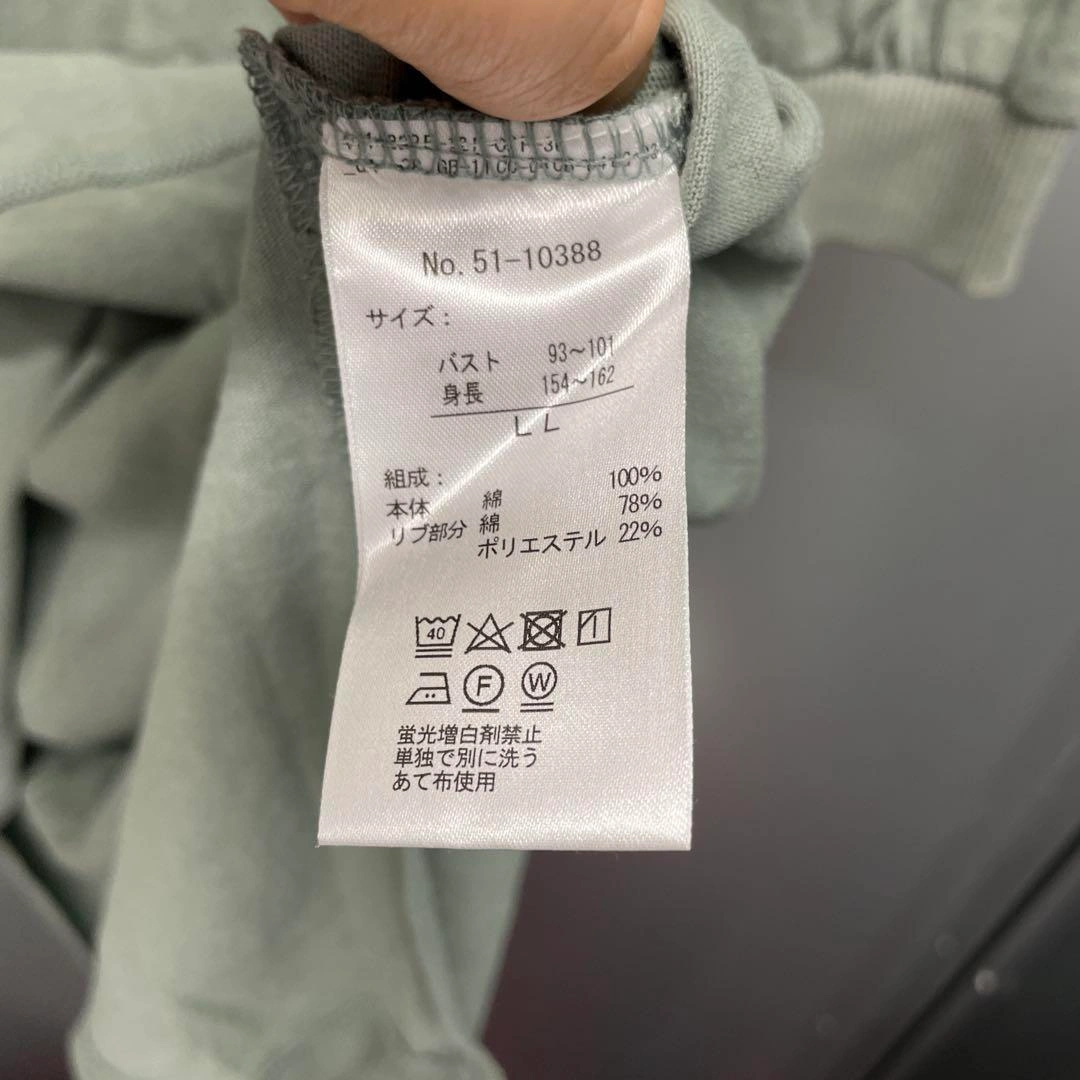 No. 51-10388
サイズ:
バスト 93~101
身長 154~162
LL
組成:
本体 綿 100%
リブ部分 綿 78%
ポリエステル 22%
40
F W
蛍光増白剤禁止
単独で別に洗う
あて布使用